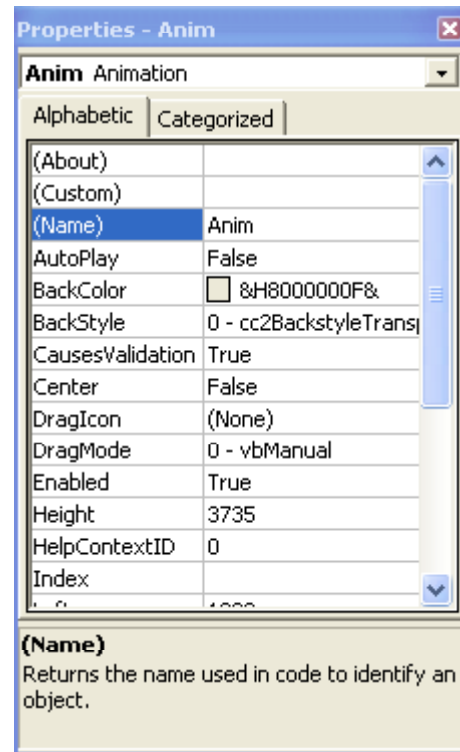 Properties - Anim
Anim Animation
Alphabetic Categorized
(About)
(Custom)
(Name) Anim
AutoPlay False
BackColor &H8000000F&
BackStyle 0 - cc2BackstyleTransp
CausesValidation True
Center False
DragIcon (None)
DragMode 0 - vbManual
Enabled True
Height 3735
HelpContextID 0
Index
(Name)
Returns the name used in code to identify an
object.